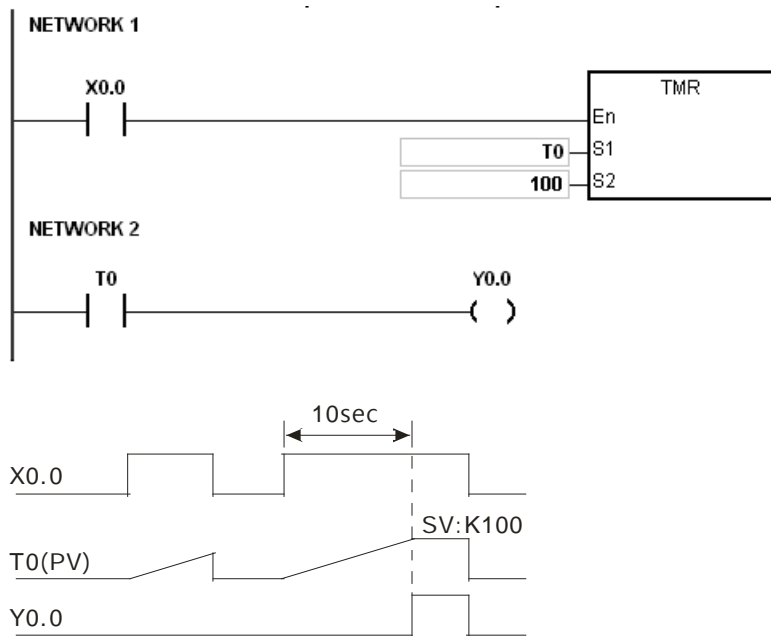 NETWORK 1
X0.0
TMR
En
T0 S1
100 S2
NETWORK 2
T0 Y0.0
10sec
X0.0
SV:K100
T0(PV)
Y0.0